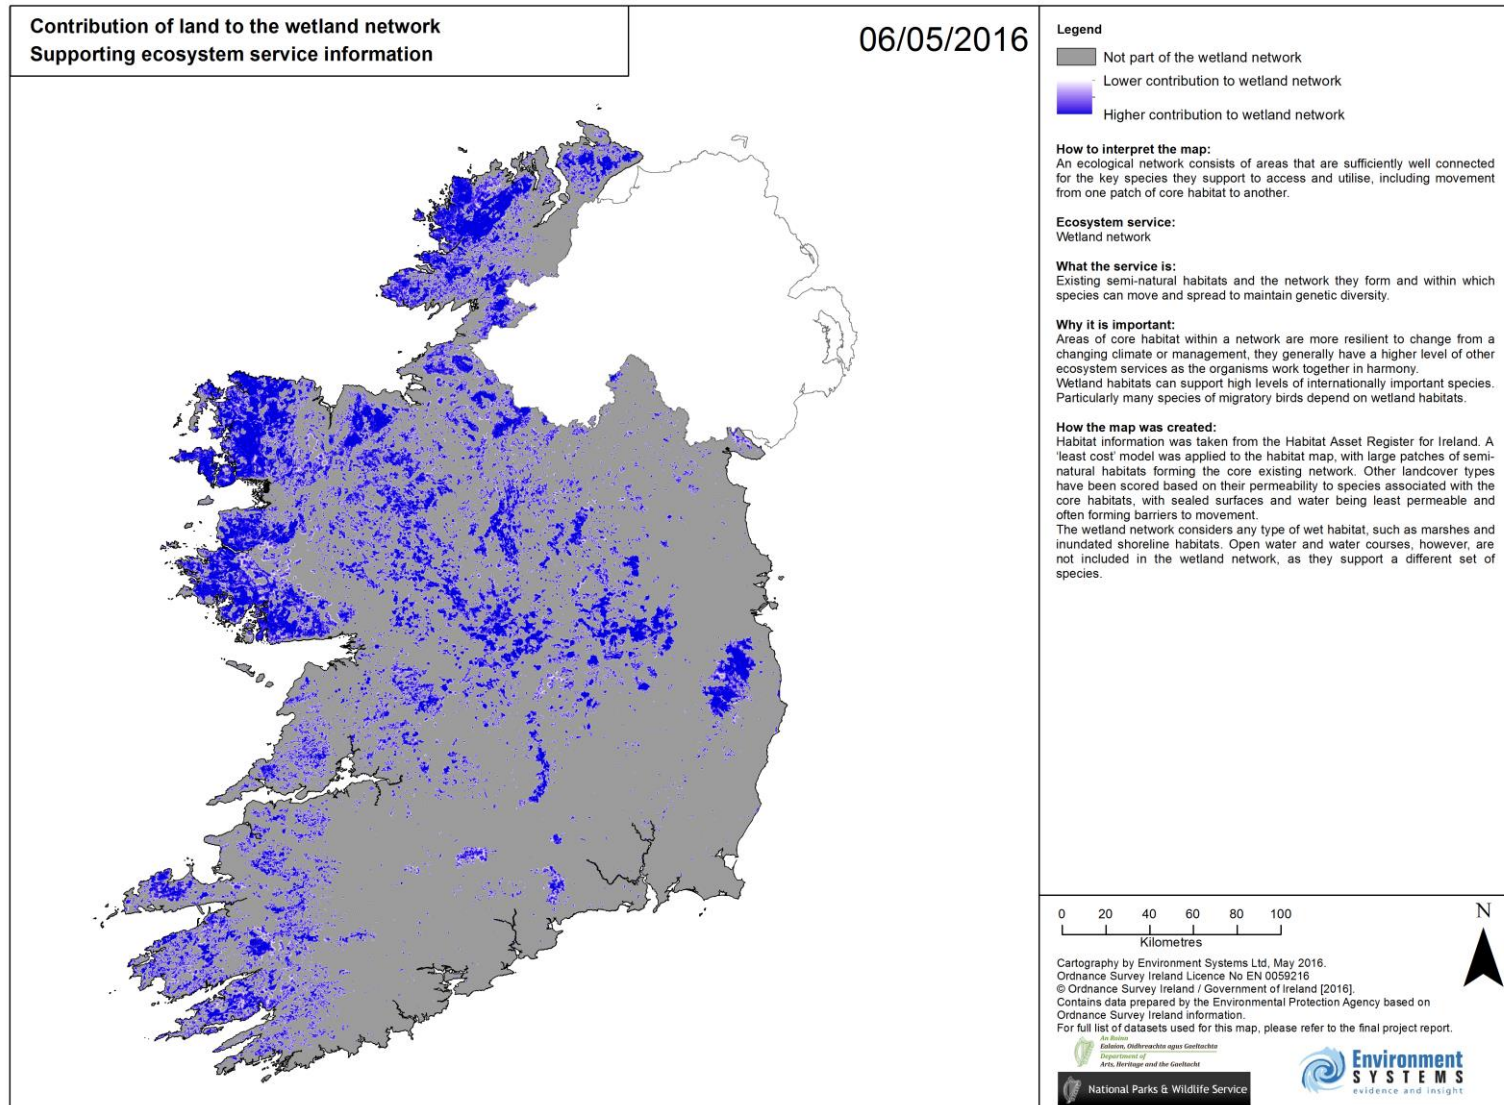 Contribution of land to the wetland network
Supporting ecosystem service information
06/05/2016
Legend
Not part of the wetland network
Lower contribution to wetland network
Higher contribution to wetland network
How to interpret the map:
An ecological network consists of areas that are sufficiently well connected
for the key species they support to access and utilise, including movement
from one patch of core habitat to another.
Ecosystem service:
Wetland network
What the service is:
Existing semi-natural habitats and the network they form and within which
species can move and spread to maintain genetic diversity.
Why it is important:
Areas of core habitat within a network are more resilient to change from a
changing climate or management, they generally have a higher level of other
ecosystem services as the organisms work together in harmony.
Wetland habitats can support high levels of internationally important species.
Particularly many species of migratory birds depend on wetland habitats.
How the map was created:
Habitat information was taken from the Habitat Asset Register for Ireland. A
'least cost' model was applied to the habitat map, with large patches of semi-
natural habitats forming the core existing network. Other landcover types
have been scored based on their permeability to species associated with the
core habitats, with sealed surfaces and water being least permeable and
often forming barriers to movement.
The wetland network considers any type of wet habitat, such as marshes and
inundated shoreline habitats. Open water and water courses, however, are
not included in the wetland network, as they support a different set of
species.
0 20 40 60 80 100
Kilometres
N
Cartography by Environment Systems Ltd, May 2016.
Ordnance Survey Ireland Licence No EN 0059216
© Ordnance Survey Ireland / Government of Ireland [2016].
Contains data prepared by the Environmental Protection Agency based on
Ordnance Survey Ireland information.
For full list of datasets used for this map, please refer to the final project report.
An Roinn
Ealaíon, Oidhreachta agus Gaeltachta
Department of
Arts, Heritage and the Gaeltacht
National Parks & Wildlife Service
Environment
SYSTEMS
evidence and insight